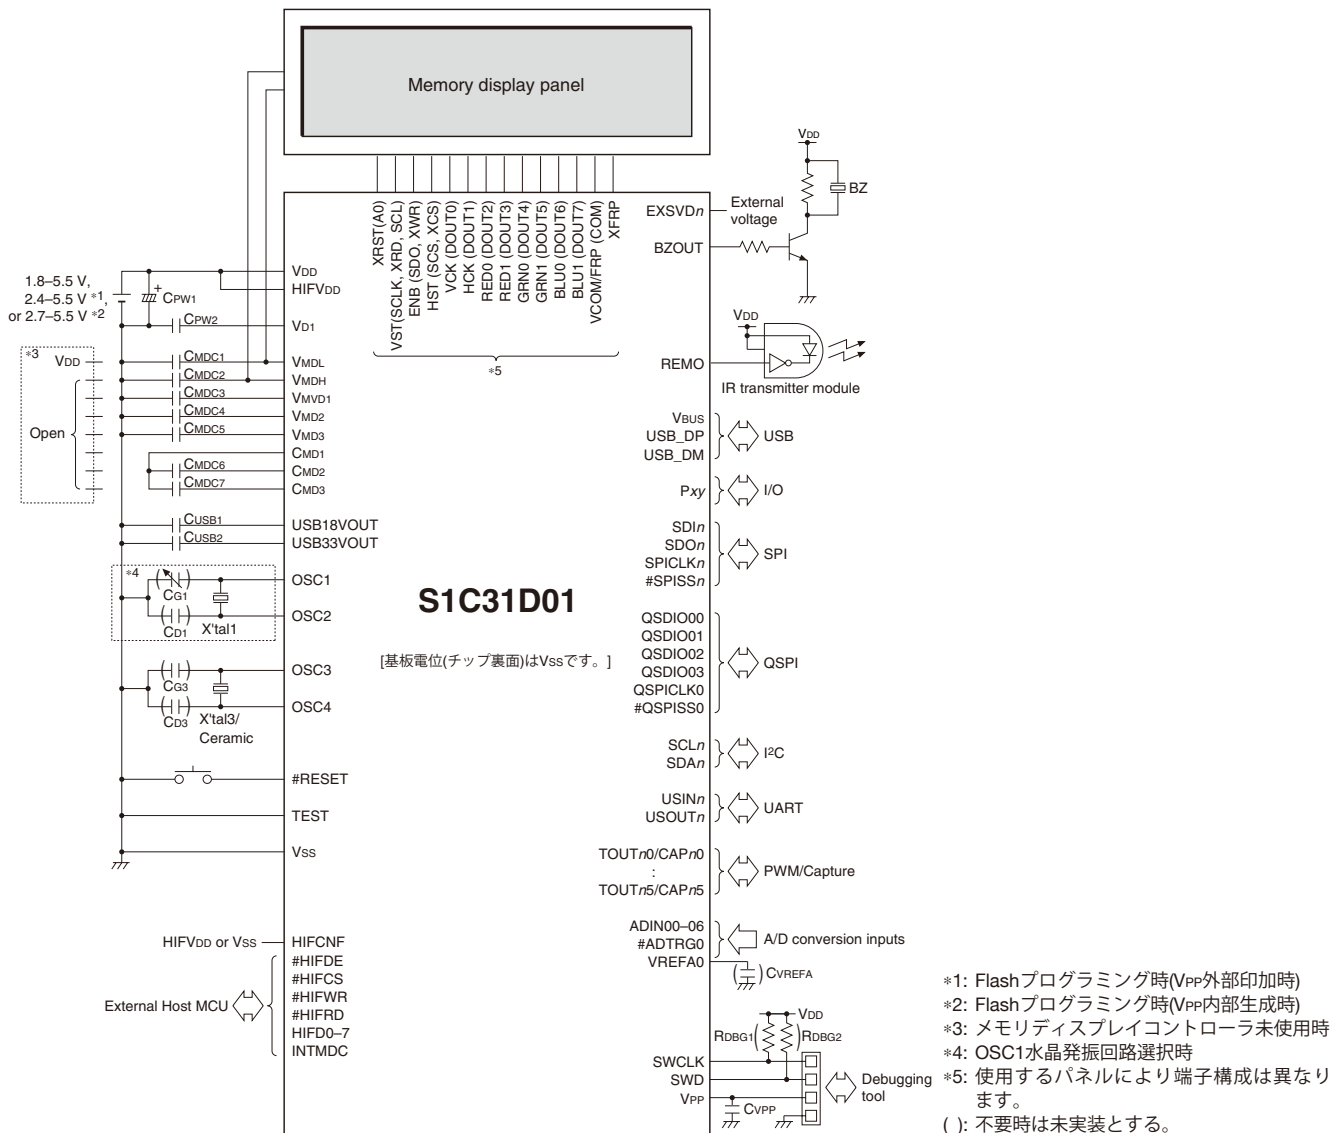 Memory display panel
XRST(A0)
VST(SCLK, XRD, SCL)
ENB (SDO, XWR)
HST (SCS, XCS)
VCK (DOUT0)
HCK (DOUT1)
RED0 (DOUT2)
RED1 (DOUT3)
GRN0 (DOUT4)
GRN1 (DOUT5)
BLU0 (DOUT6)
BLU1 (DOUT7)
VCOM/FRP (COM)
XFRP
*5
1.8–5.5 V,
2.4–5.5 V *1,
or 2.7–5.5 V *2
+
CPW1
CPW2
VDD
HIFVDD
VD1
*3
VDD
Open
CMDC1
CMDC2
CMDC3
CMDC4
CMDC5
CMDC6
CMDC7
VMDL
VMDH
VMVD1
VMD2
VMD3
CMD1
CMD2
CMD3
CUSB1
CUSB2
USB18VOUT
USB33VOUT
*4
CG1
CD1
X'tal1
OSC1
OSC2
CG3
CD3
X'tal3/
Ceramic
OSC3
OSC4
#RESET
TEST
VSS
HIFVDD or VSS
HIFCNF
External Host MCU
#HIFDE
#HIFCS
#HIFWR
#HIFRD
HIFD0–7
INTMDC
S1C31D01
[基板電位(チップ裏面)はVSSです。]
EXSVDn
External
voltage
BZOUT
VDD
BZ
REMO
VDD
IR transmitter module
VBUS
USB_DP
USB_DM
USB
Pxy
I/O
SDIn
SDOn
SPICLKn
#SPISSn
SPI
QSDIO00
QSDIO01
QSDIO02
QSDIO03
QSPICLK0
#QSPISS0
QSPI
SCLn
SDAn
I2C
USINn
USOUTn
UART
TOUTn0/CAPn0
:
TOUTn5/CAPn5
PWM/Capture
ADIN00–06
#ADTRG0
A/D conversion inputs
VREFA0
CVREFA
VDD
RDBG1
RDBG2
SWCLK
SWD
VPP
CVPP
Debugging
tool
*1: Flashプログラミング時(VPP外部印加時)
*2: Flashプログラミング時(VPP内部生成時)
*3: メモリディスプレイコントローラ未使用時
*4: OSC1水晶発振回路選択時
*5: 使用するパネルにより端子構成は異なり
ます。
( ): 不要時は未実装とする。